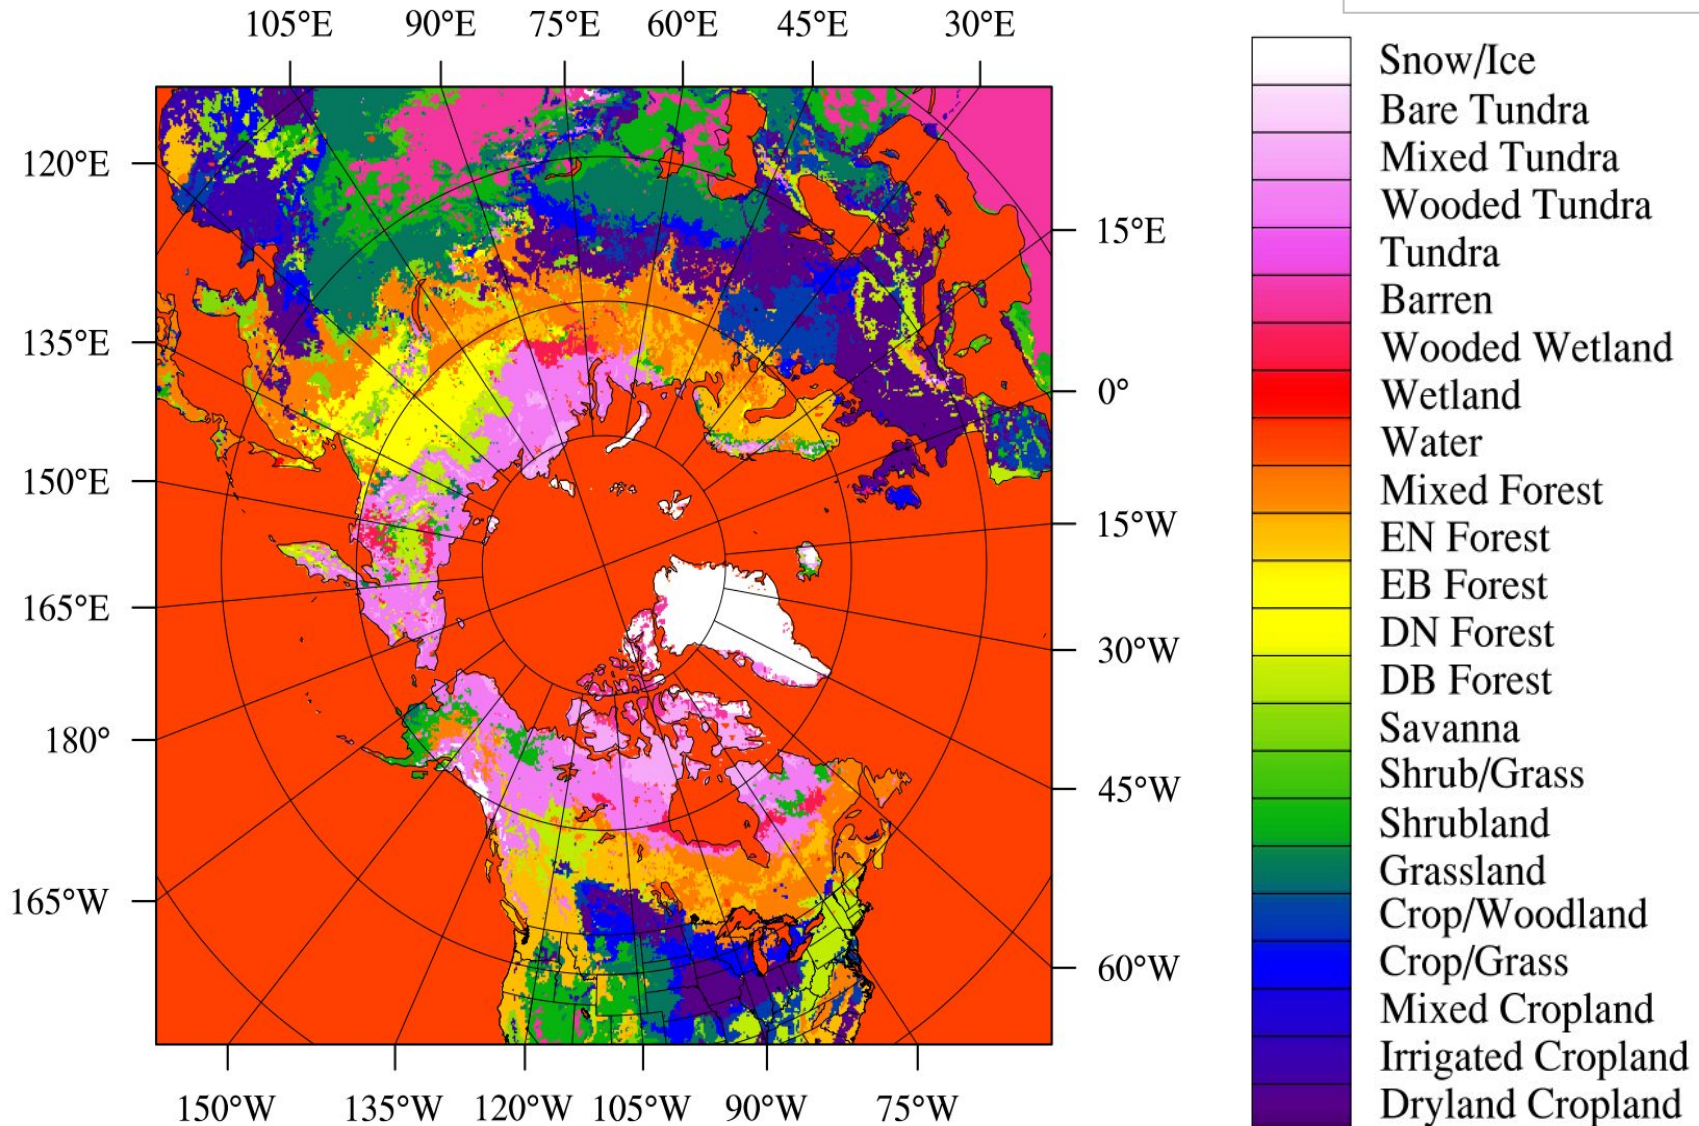 105°E 90°E 75°E 60°E 45°E 30°E
120°E
135°E
150°E
165°E
180°
165°W
15°E
0°
15°W
30°W
45°W
60°W
150°W 135°W 120°W 105°W 90°W 75°W
Snow/Ice
Bare Tundra
Mixed Tundra
Wooded Tundra
Tundra
Barren
Wooded Wetland
Wetland
Water
Mixed Forest
EN Forest
EB Forest
DN Forest
DB Forest
Savanna
Shrub/Grass
Shrubland
Grassland
Crop/Woodland
Crop/Grass
Mixed Cropland
Irrigated Cropland
Dryland Cropland